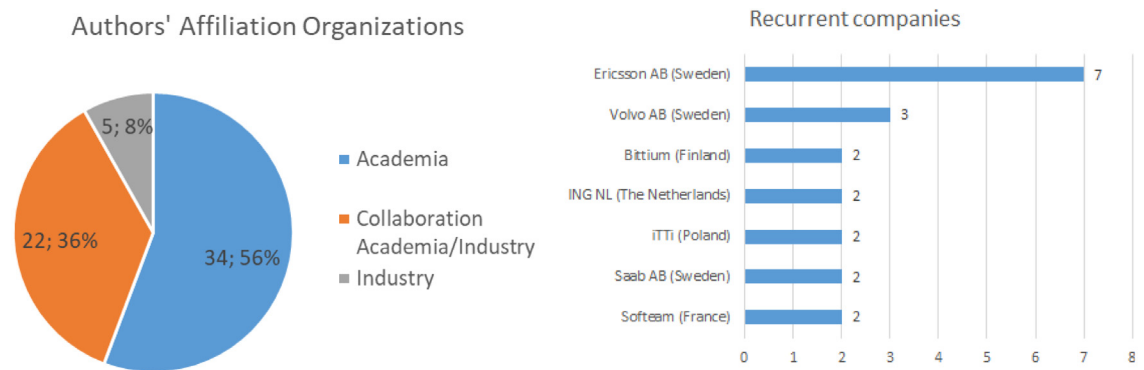 Authors' Affiliation Organizations
5; 8%
22; 36%
34; 56%
Academia
Collaboration
Academia/Industry
Industry
Recurrent companies
Ericsson AB (Sweden)
7
Volvo AB (Sweden)
3
Bittium (Finland)
2
ING NL (The Netherlands)
2
iTTi (Poland)
2
Saab AB (Sweden)
2
Softeam (France)
2
0 1 2 3 4 5 6 7 8